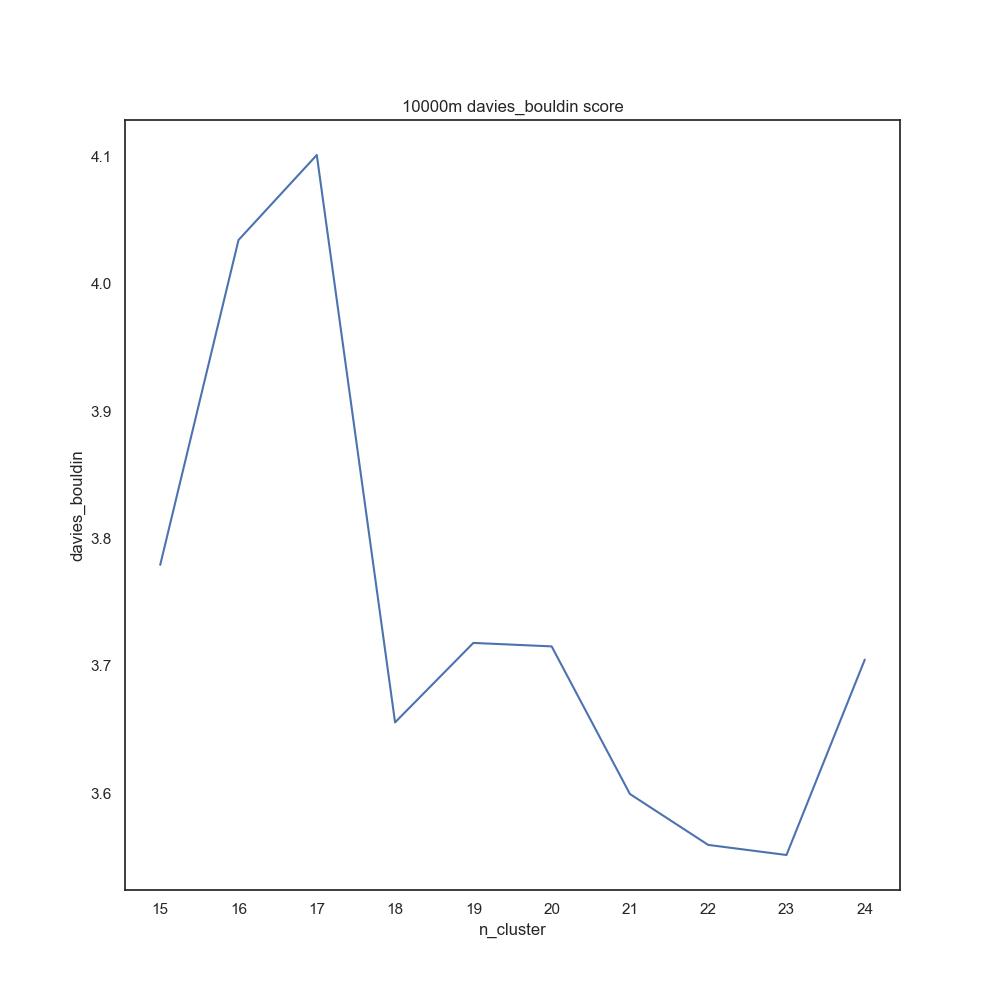 10000m davies_bouldin score
davies_bouldin
4.1
4.0
3.9
3.8
3.7
3.6
15 16 17 18 19 20 21 22 23 24
n_cluster